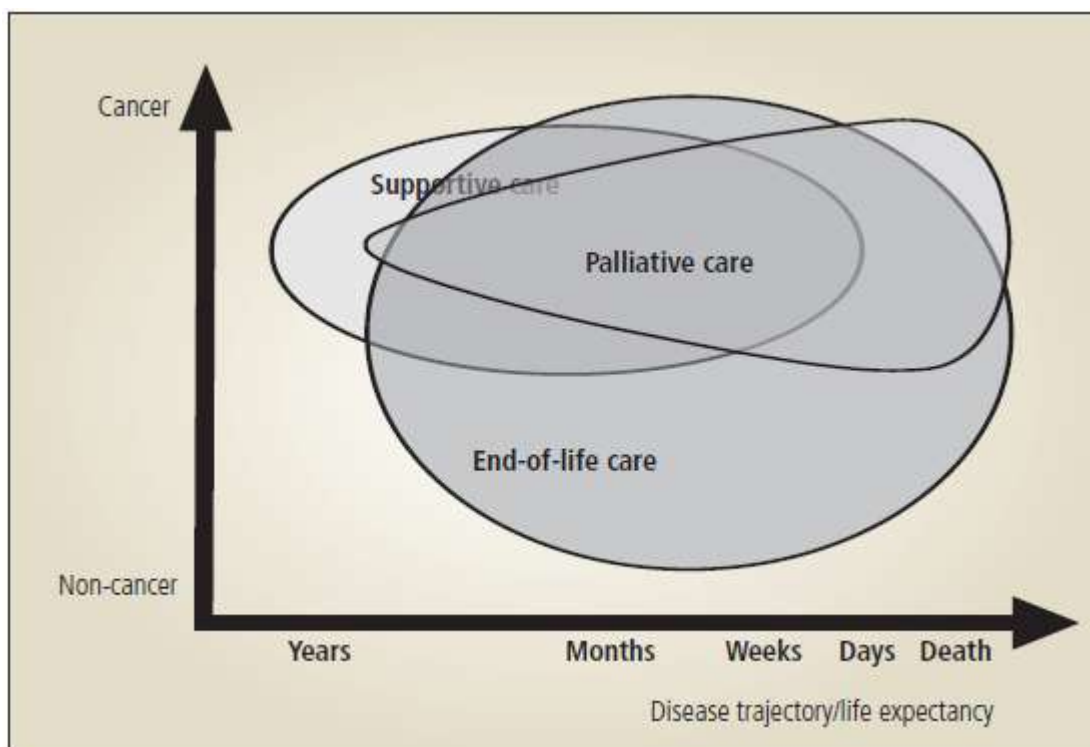 Cancer
Supportive care
Palliative care
End-of-life care
Non-cancer
Years Months Weeks Days Death
Disease trajectory/life expectancy